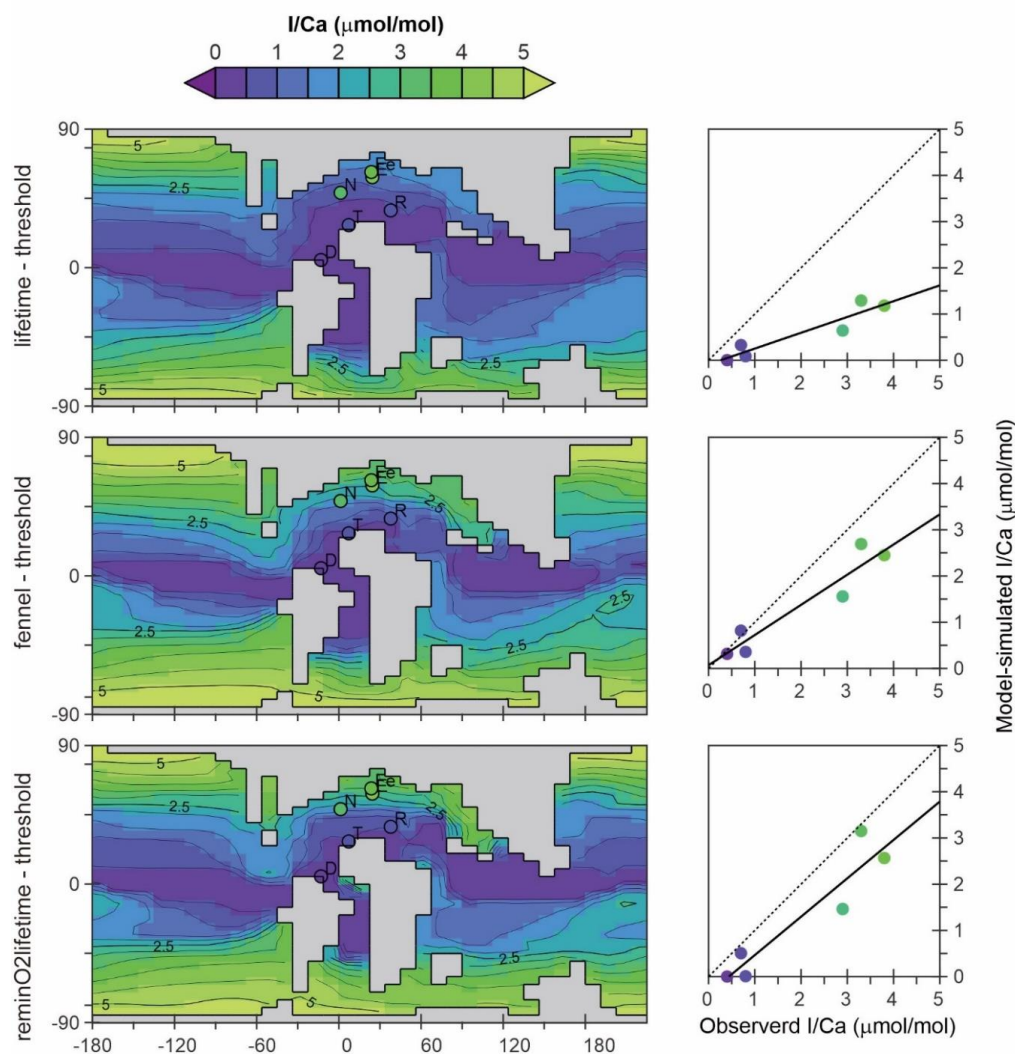 I/Ca (μmol/mol)
0 1 2 3 4 5
lifetime - threshold
90
0
-90
5
2.5
Ee
E
N
R
T
D
2.5
5
5
4
3
2
1
0
0 1 2 3 4 5
fennel - threshold
90
0
-90
5
2.5
Ee
E
N
R
T
D
2.5
2.5
2.5
5
5
5
4
3
2
1
0
0 1 2 3 4 5
Model-simulated I/Ca (μmol/mol)
reminO2lifetime - threshold
90
0
-90
5
2.5
Ee
N
2.5
R
T
D
2.5
2.5
5
5
-180 -120 -60 0 60 120 180
5
4
3
2
1
0
0 1 2 3 4 5
Observerd I/Ca (μmol/mol)